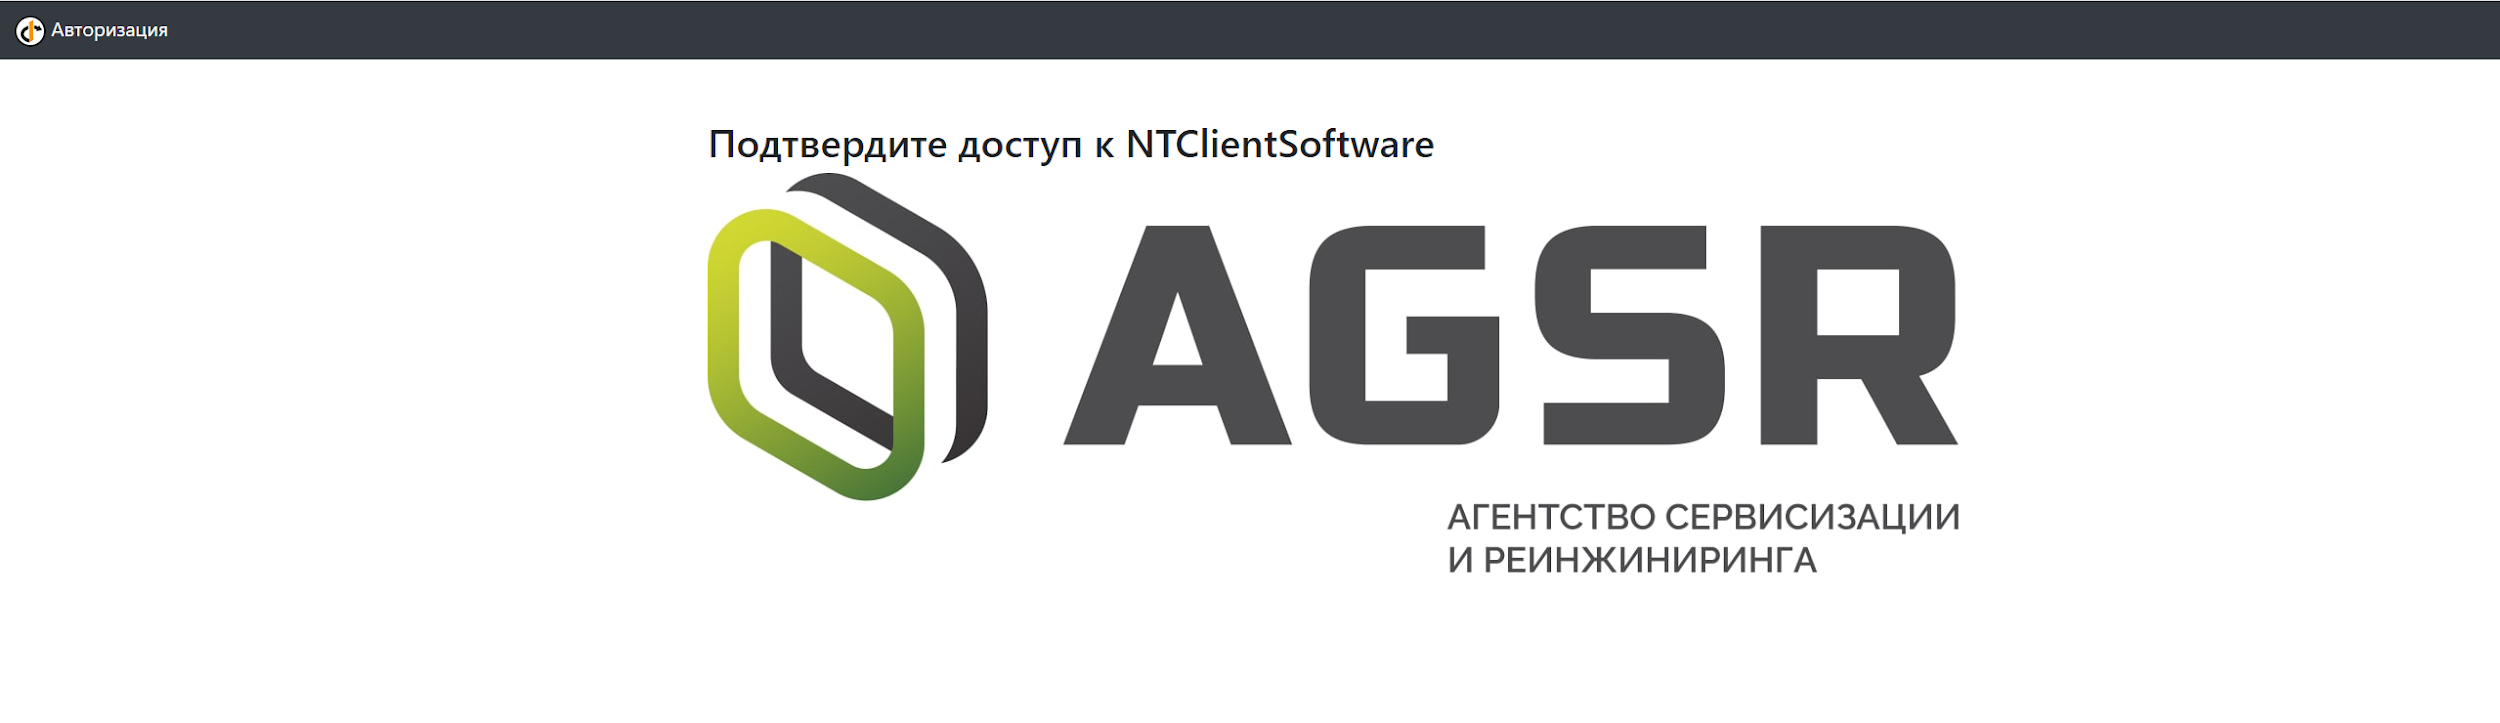 Авторизация
Подтвердите доступ к NTClientSoftware
AGSR
АГЕНТСТВО СЕРВИСИЗАЦИИ
И РЕИНЖИНИРИНГА